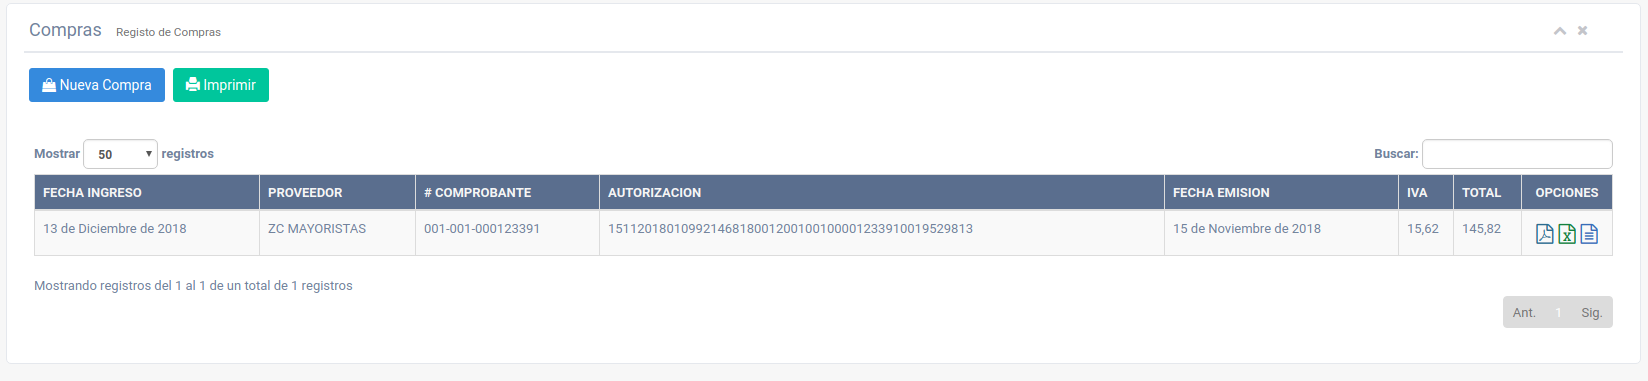 Compras Registo de Compras
Nueva Compra Imprimir
Mostrar 50 registros Buscar:
FECHA INGRESO PROVEEDOR # COMPROBANTE AUTORIZACION FECHA EMISION IVA TOTAL OPCIONES
13 de Diciembre de 2018 ZC MAYORISTAS 001-001-000123391 1511201801099214681800120010010000123391001952981​3 15 de Noviembre de 2018 15,62 145,82
Mostrando registros del 1 al 1 de un total de 1 registros
Ant. 1 Sig.